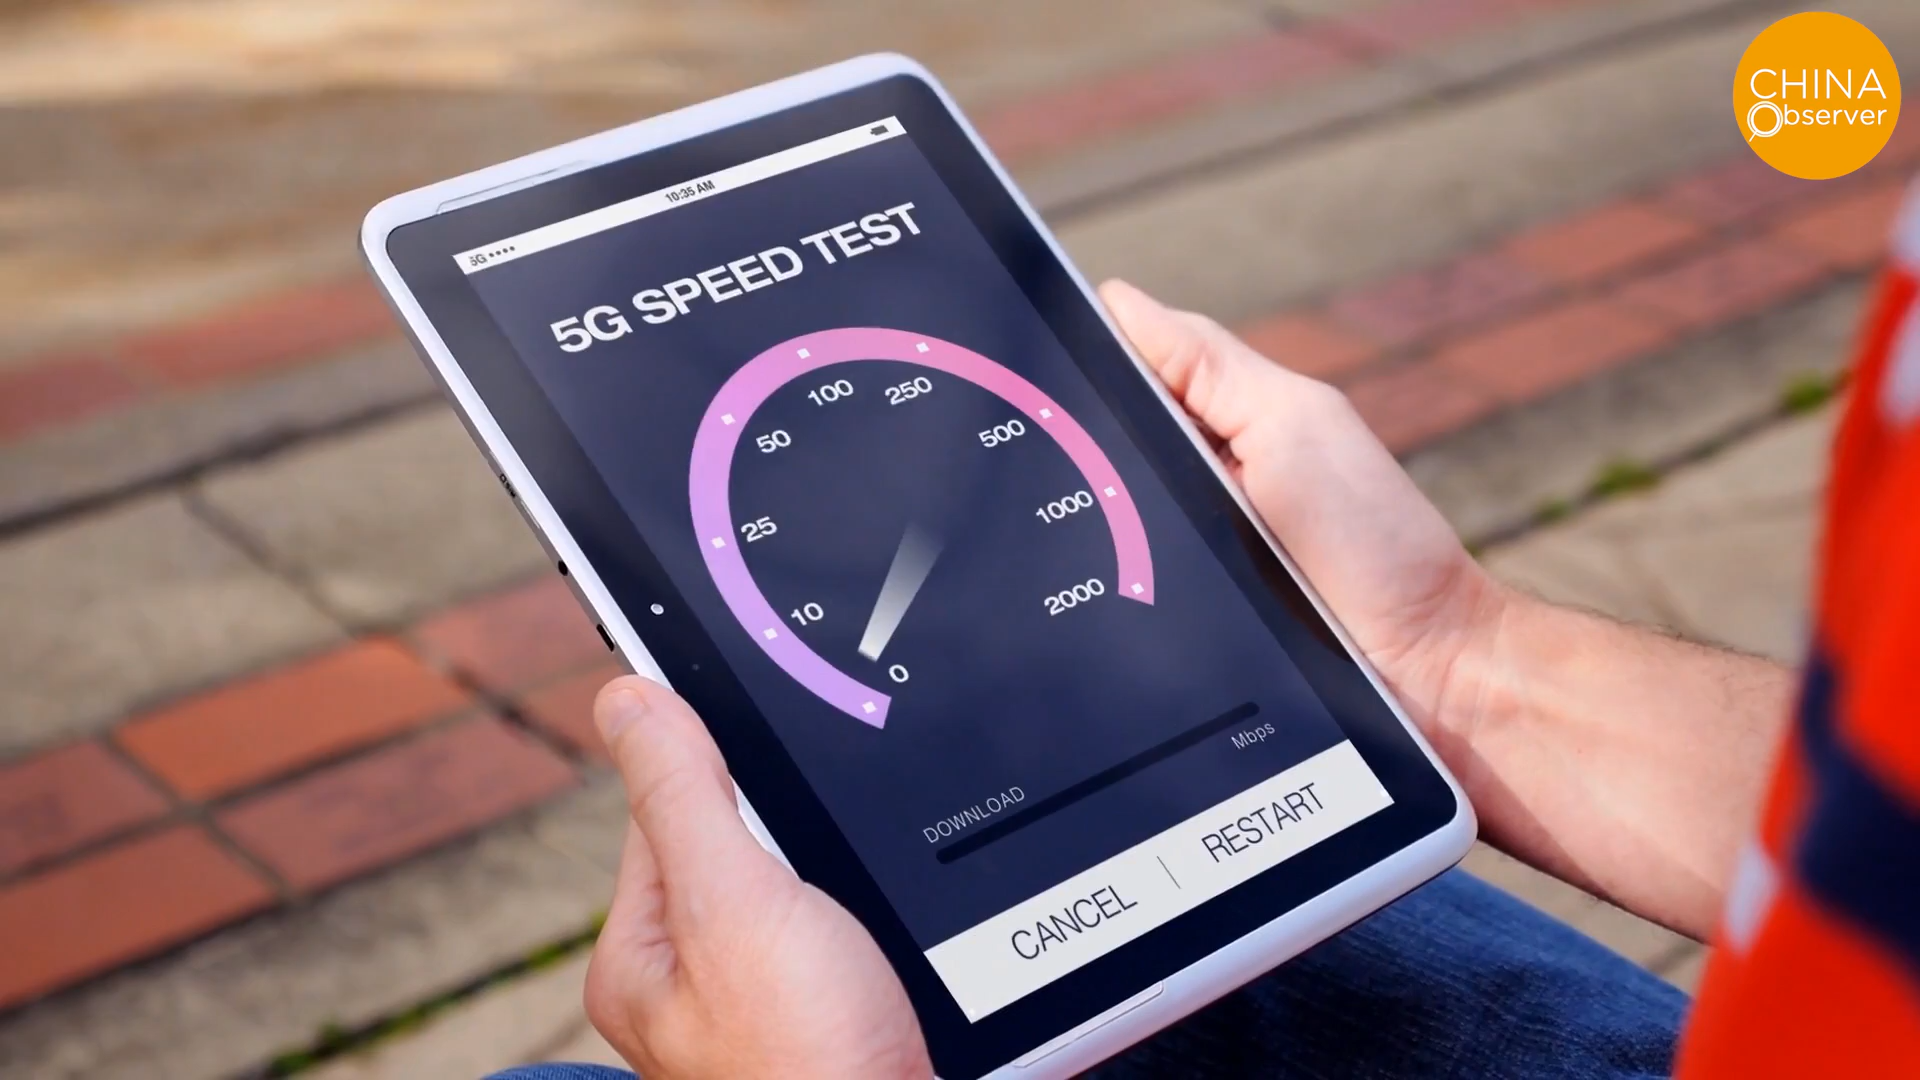 CHINA
Observer
10:35 AM
5G
5G SPEED TEST
100
250
50
500
25
1000
10
2000
0
Mbps
DOWNLOAD
CANCEL
RESTART